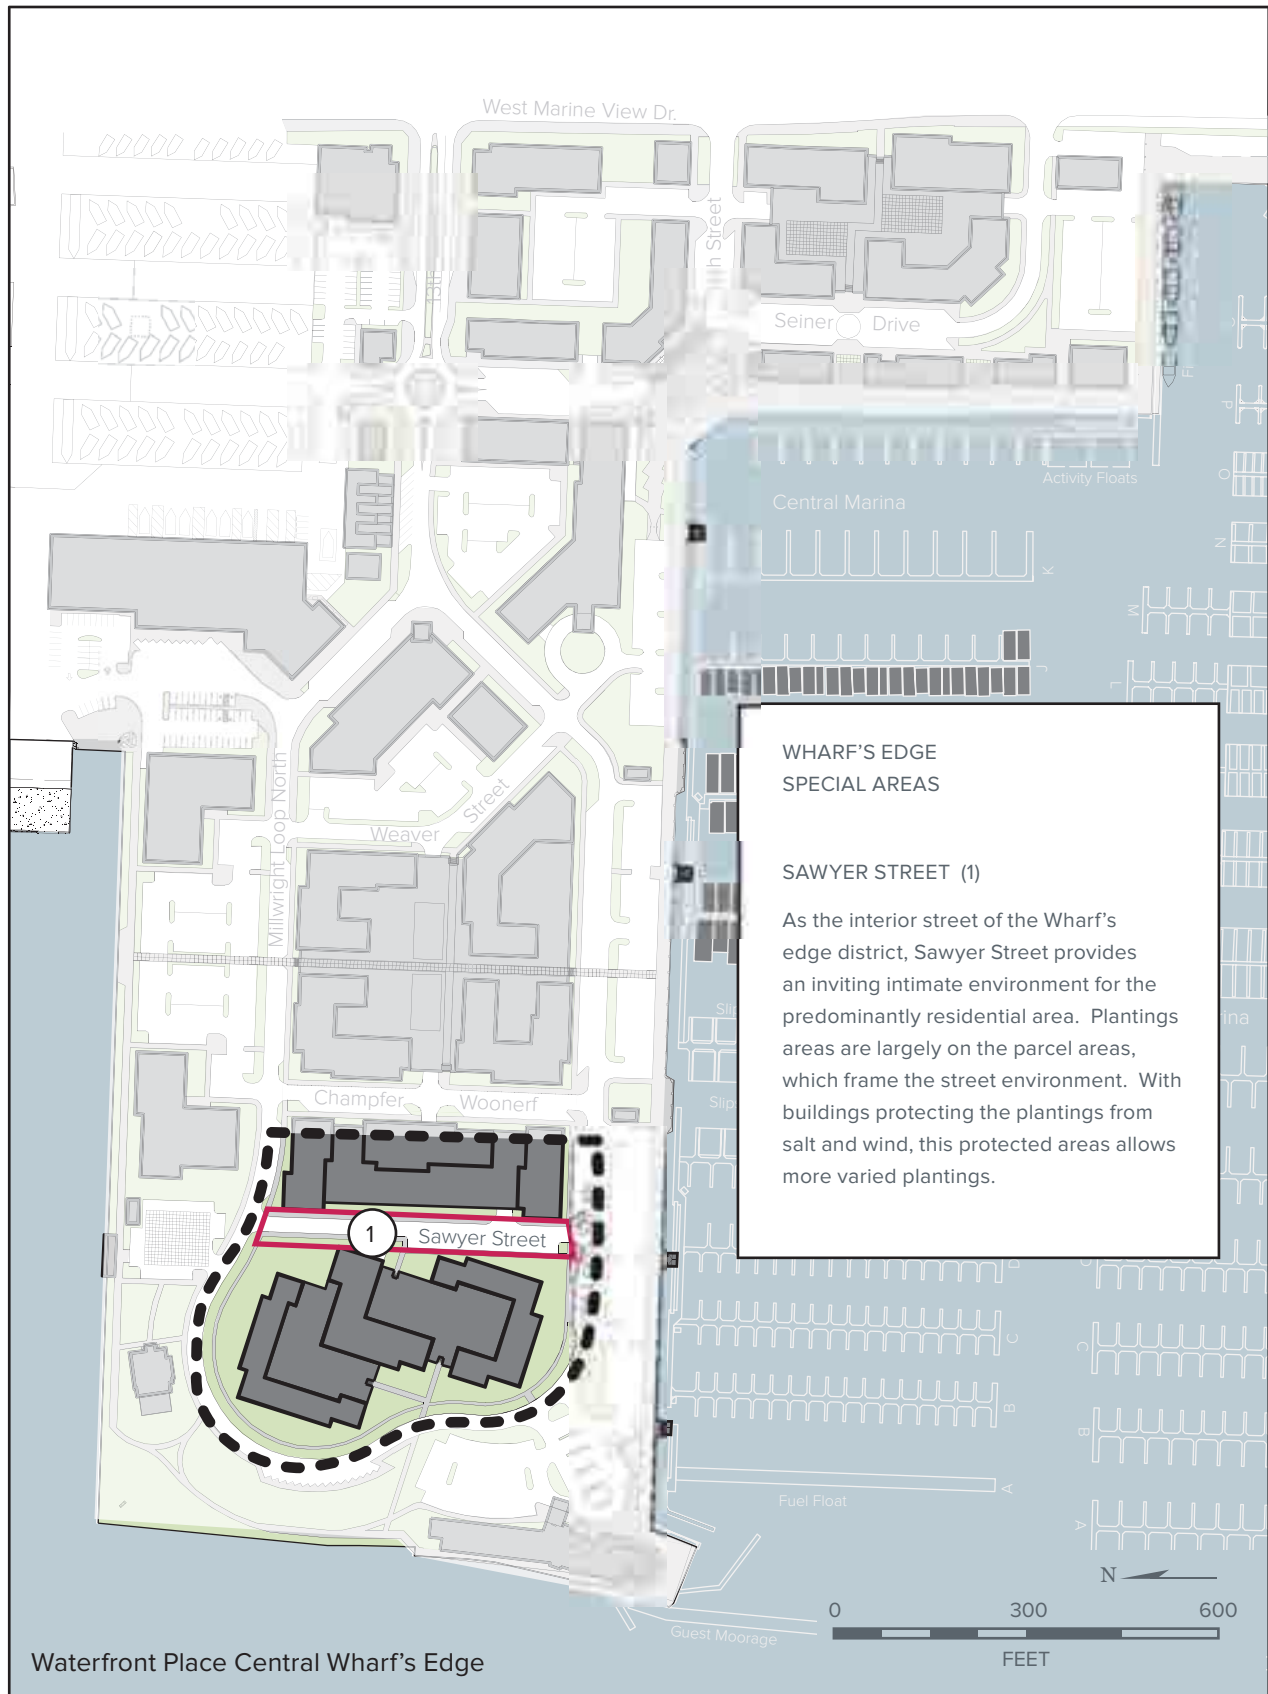 West Marine View Dr.
Seiner Drive
Activity Floats
Central Marina
P
O
N
K
M
J
L
WHARF'S EDGE
SPECIAL AREAS
SAWYER STREET (1)
As the interior street of the Wharf's
edge district, Sawyer Street provides
an inviting intimate environment for the
predominantly residential area. Plantings
areas are largely on the parcel areas,
which frame the street environment. With
buildings protecting the plantings from
salt and wind, this protected areas allows
more varied plantings.
Millwright Loop North
Weaver Street
Champfer Woonerf
1
Sawyer Street
D
C
C
B
B
A
A
Fuel Float
Guest Moorage
N
0 300 600
FEET
Waterfront Place Central Wharf's Edge